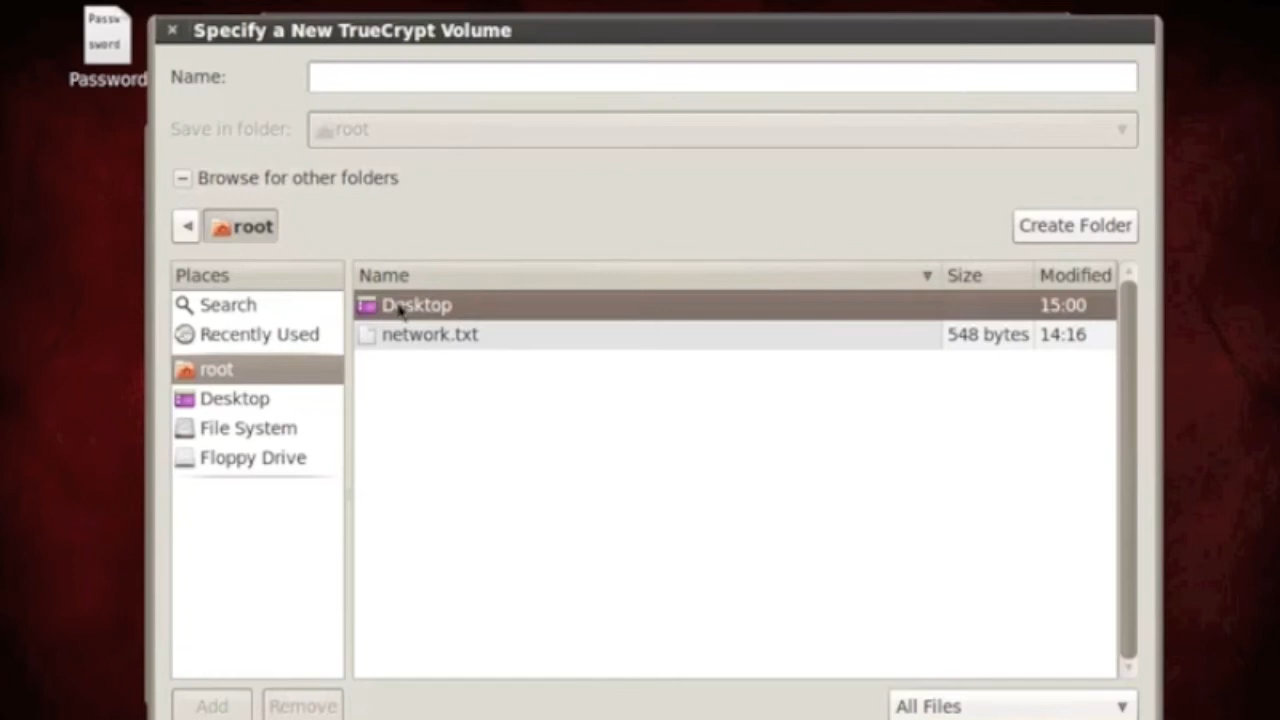 Passw
sword
Password
Specify a New TrueCrypt Volume
Name:
Save in folder: root
Browse for other folders
root
Create Folder
Places
Name Size Modified
Search
Desktop 15:00
Recently Used
network.txt 548 bytes 14:16
root
Desktop
File System
Floppy Drive
Add Remove All Files